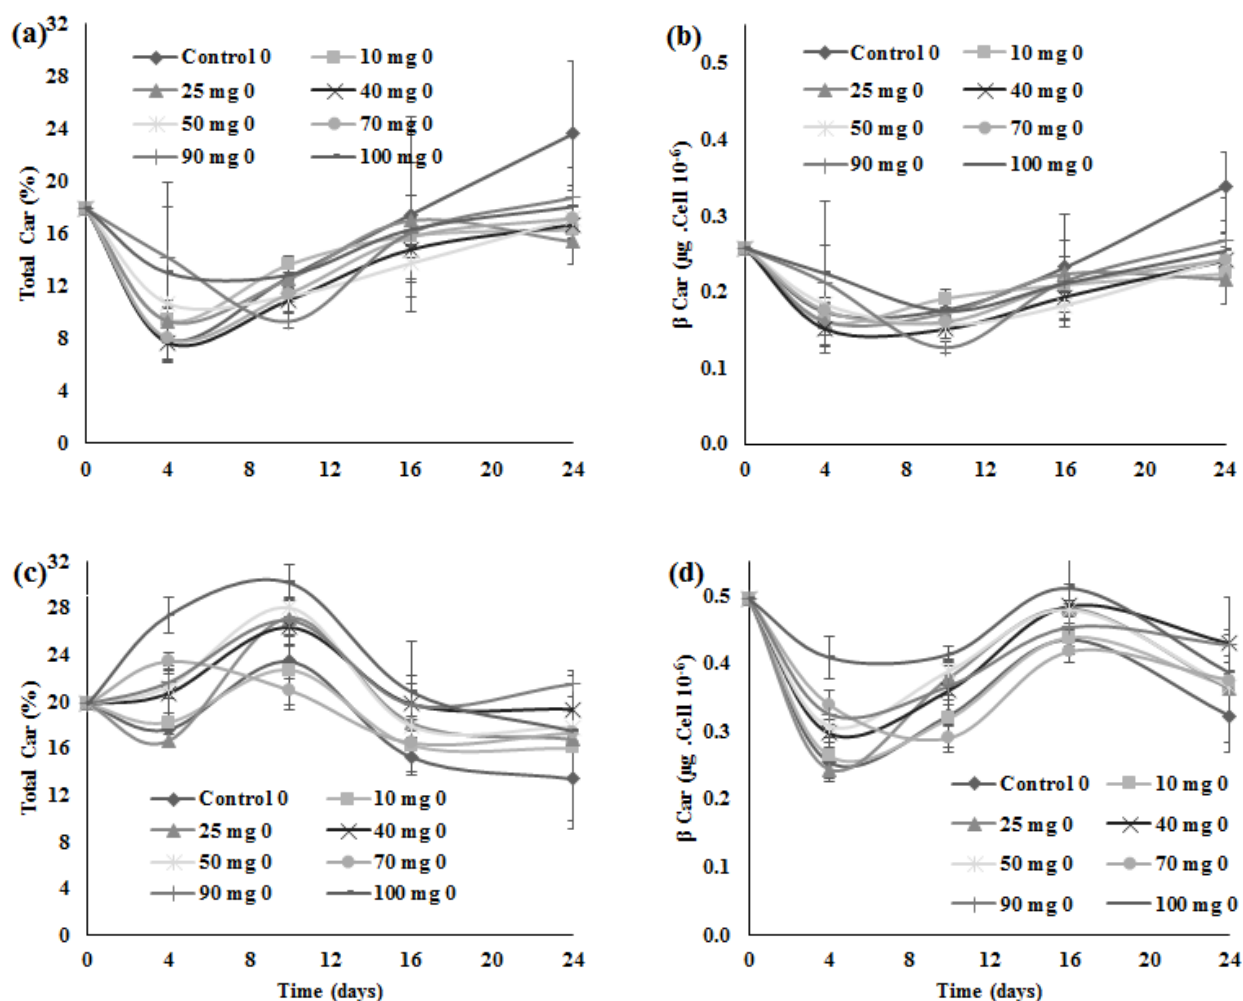 (a)
Total Car (%)
32
28
24
20
16
12
8
4
0
Control 0
10 mg 0
25 mg 0
40 mg 0
50 mg 0
70 mg 0
90 mg 0
100 mg 0
0 4 8 12 16 20 24
(b)
β Car (µg .Cell 10⁻⁶)
0.5
0.4
0.3
0.2
0.1
0.0
Control 0
10 mg 0
25 mg 0
40 mg 0
50 mg 0
70 mg 0
90 mg 0
100 mg 0
0 4 8 12 16 20 24
(c)
Total Car (%)
32
28
24
20
16
12
8
4
0
Control 0
10 mg 0
25 mg 0
40 mg 0
50 mg 0
70 mg 0
90 mg 0
100 mg 0
0 4 8 12 16 20 24
Time (days)
(d)
β Car (µg .Cell 10⁻⁶)
0.5
0.4
0.3
0.2
0.1
0.0
Control 0
10 mg 0
25 mg 0
40 mg 0
50 mg 0
70 mg 0
90 mg 0
100 mg 0
0 4 8 12 16 20 24
Time (days)